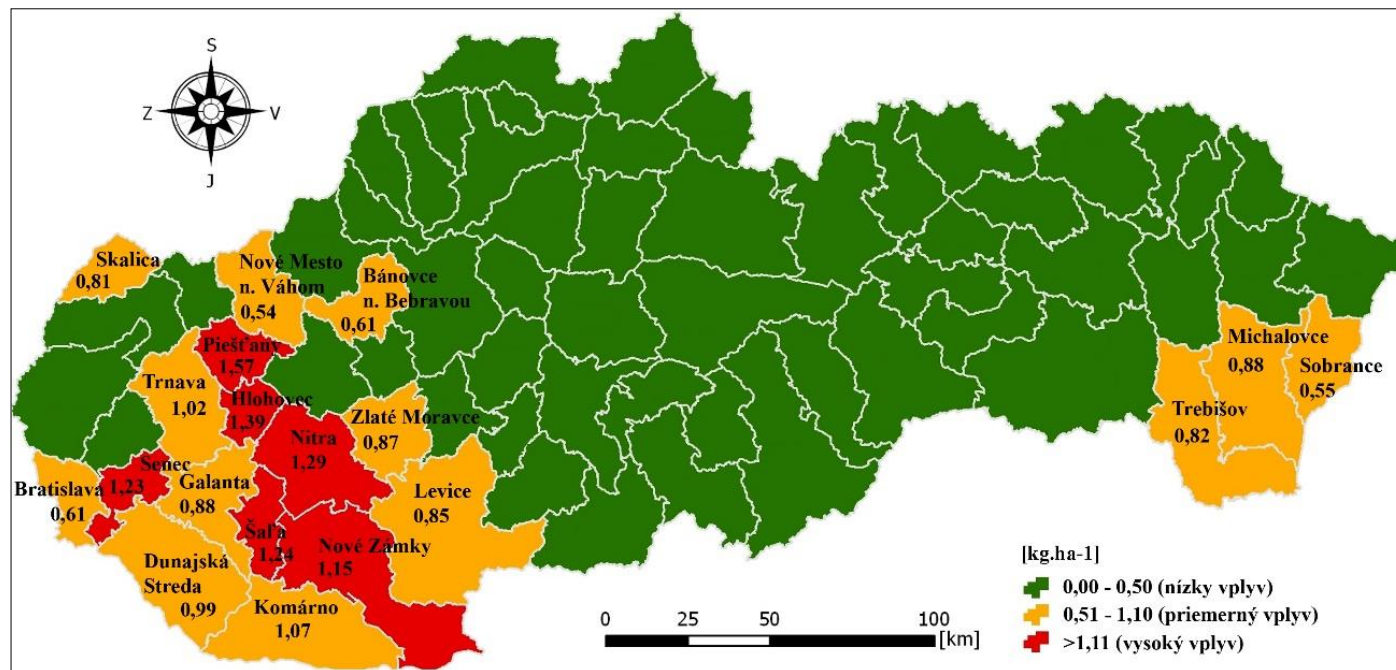 S
Z
V
J
Skalica
0,81
Nové Mesto
n. Váhom
0,54
Bánovce
n. Bebravou
0,61
Piešťany
1,57
Trnava
1,02
Hlohovec
1,39
Nitra
1,29
Zlaté Moravce
0,87
Senec
1,23
Bratislava
0,61
Galanta
0,88
Levice
0,85
Šaľa
1,24
Nové Zámky
1,15
Dunajská
Streda
0,99
Komárno
1,07
Michalovce
0,88
Sobrance
0,55
Trebišov
0,82
0
25
50
100
[km]
[kg.ha-1]
0,00 - 0,50 (nízky vplyv)
0,51 - 1,10 (priemerný vplyv)
>1,11 (vysoký vplyv)